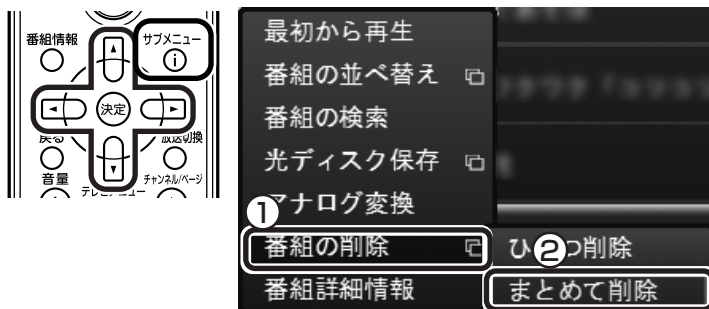 番組情報
サブメニュー
決定
戻る
放送切換
音量
チャンネル/ページ
最初から再生
番組の並べ替え
番組の検索
光ディスク保存
アナログ変換
①
番組の削除
番組詳細情報
②
ひとつ削除
まとめて削除